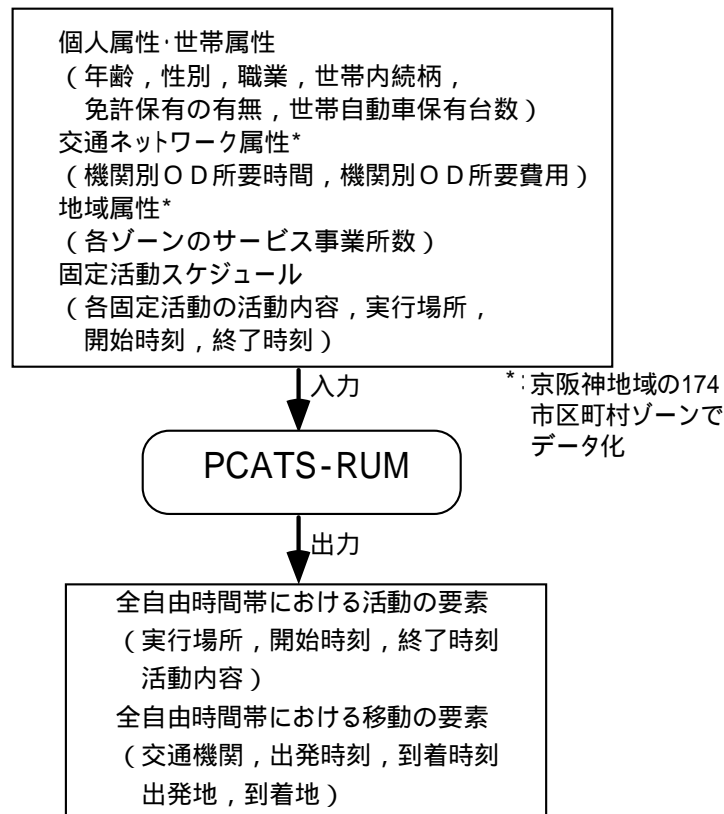 個人属性·世帯属性
（年齢，性別，職業，世帯内続柄，
免許保有の有無，世帯自動車保有台数）
交通ネットワーク属性*
（機関別ＯＤ所要時間，機関別ＯＤ所要費用）
地域属性*
（各ゾーンのサービス事業所数）
固定活動スケジュール
（各固定活動の活動内容，実行場所，
開始時刻，終了時刻）
入力
*:京阪神地域の174
市区町村ゾーンで
データ化
PCATS-RUM
出力
全自由時間帯における活動の要素
（実行場所，開始時刻，終了時刻
活動内容）
全自由時間帯における移動の要素
（交通機関，出発時刻，到着時刻
出発地，到着地）